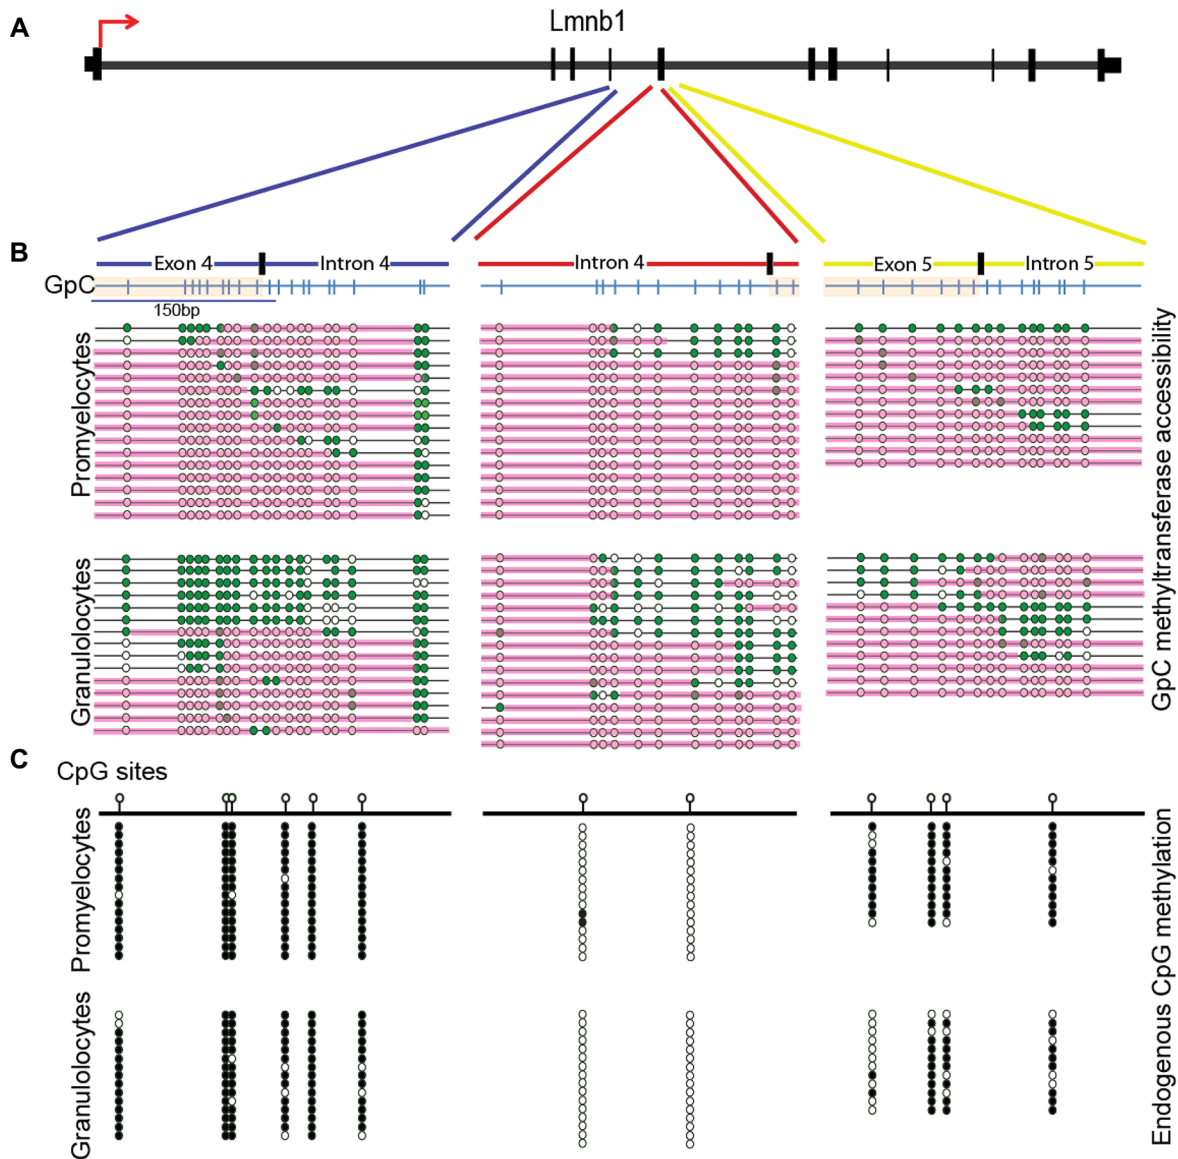 A
Lmnb1
B
Exon 4
Intron 4
Intron 4
Exon 5
Intron 5
GpC
150bp
Promyelocytes
Granulolocytes
GpC methyltransferase accessibility
C
CpG sites
Promyelocytes
Granulolocytes
Endogenous CpG methylation